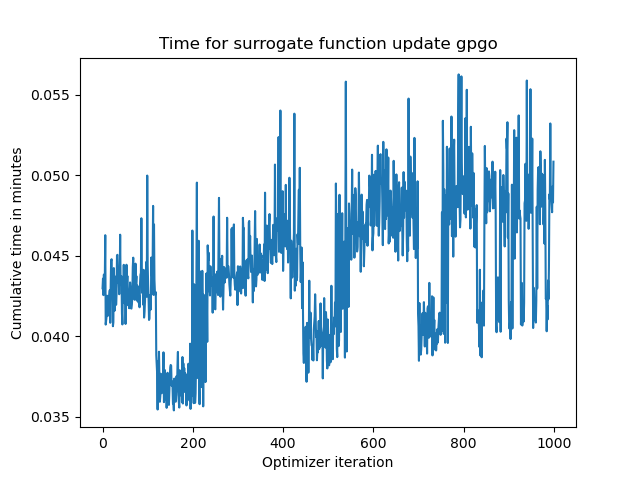 Time for surrogate function update gpgo
Cumulative time in minutes
0.055
0.050
0.045
0.040
0.035
0 200 400 600 800 1000
Optimizer iteration